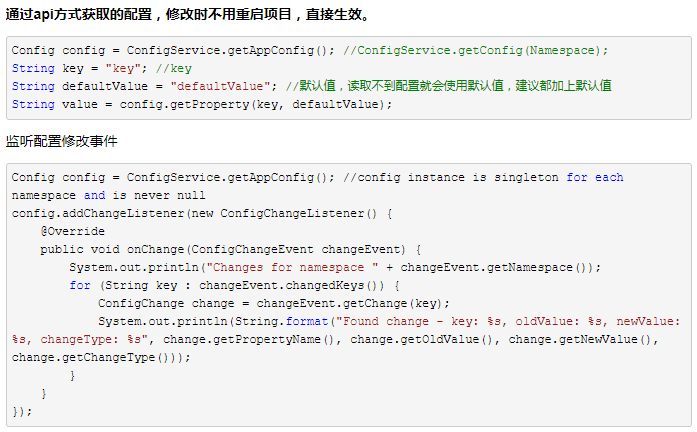 通过api方式获取的配置，修改时不用重启项目，直接生效。
Config config = ConfigService.getAppConfig(); //ConfigService.getConfig(Namespace);
String key = "key"; //key
String defaultValue = "defaultValue"; //默认值，读取不到配置就会使用默认值，建议都加上默认值
String value = config.getProperty(key, defaultValue);
监听配置修改事件
Config config = ConfigService.getAppConfig(); //config instance is singleton for each
namespace and is never null
config.addChangeListener(new ConfigChangeListener() {
    @Override
    public void onChange(ConfigChangeEvent changeEvent) {
        System.out.println("Changes for namespace " + changeEvent.getNamespace());
        for (String key : changeEvent.changedKeys()) {
            ConfigChange change = changeEvent.getChange(key);
            System.out.println(String.format("Found change - key: %s, oldValue: %s, newValue:
%s, changeType: %s", change.getPropertyName(), change.getOldValue(), change.getNewValue(),
change.getChangeType()));
        }
    }
});